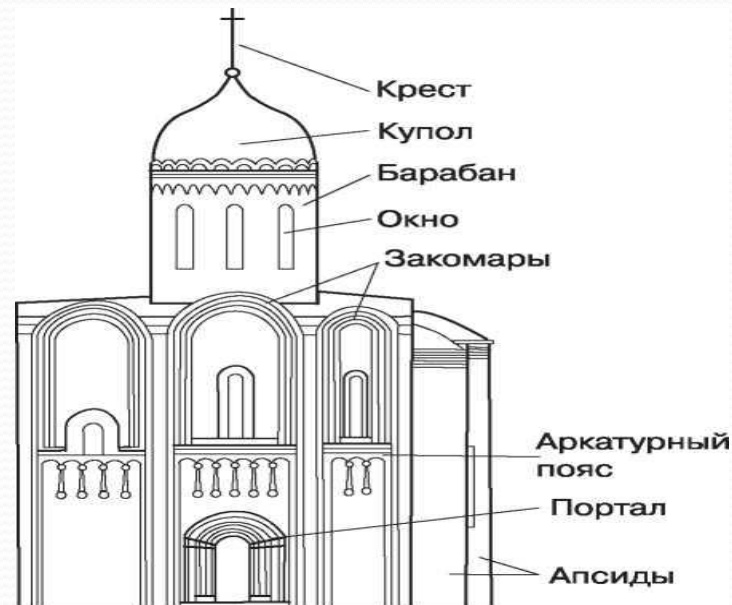 Крест
Купол
Барабан
Окно
Закомары
Аркатурный
пояс
Портал
Апсиды